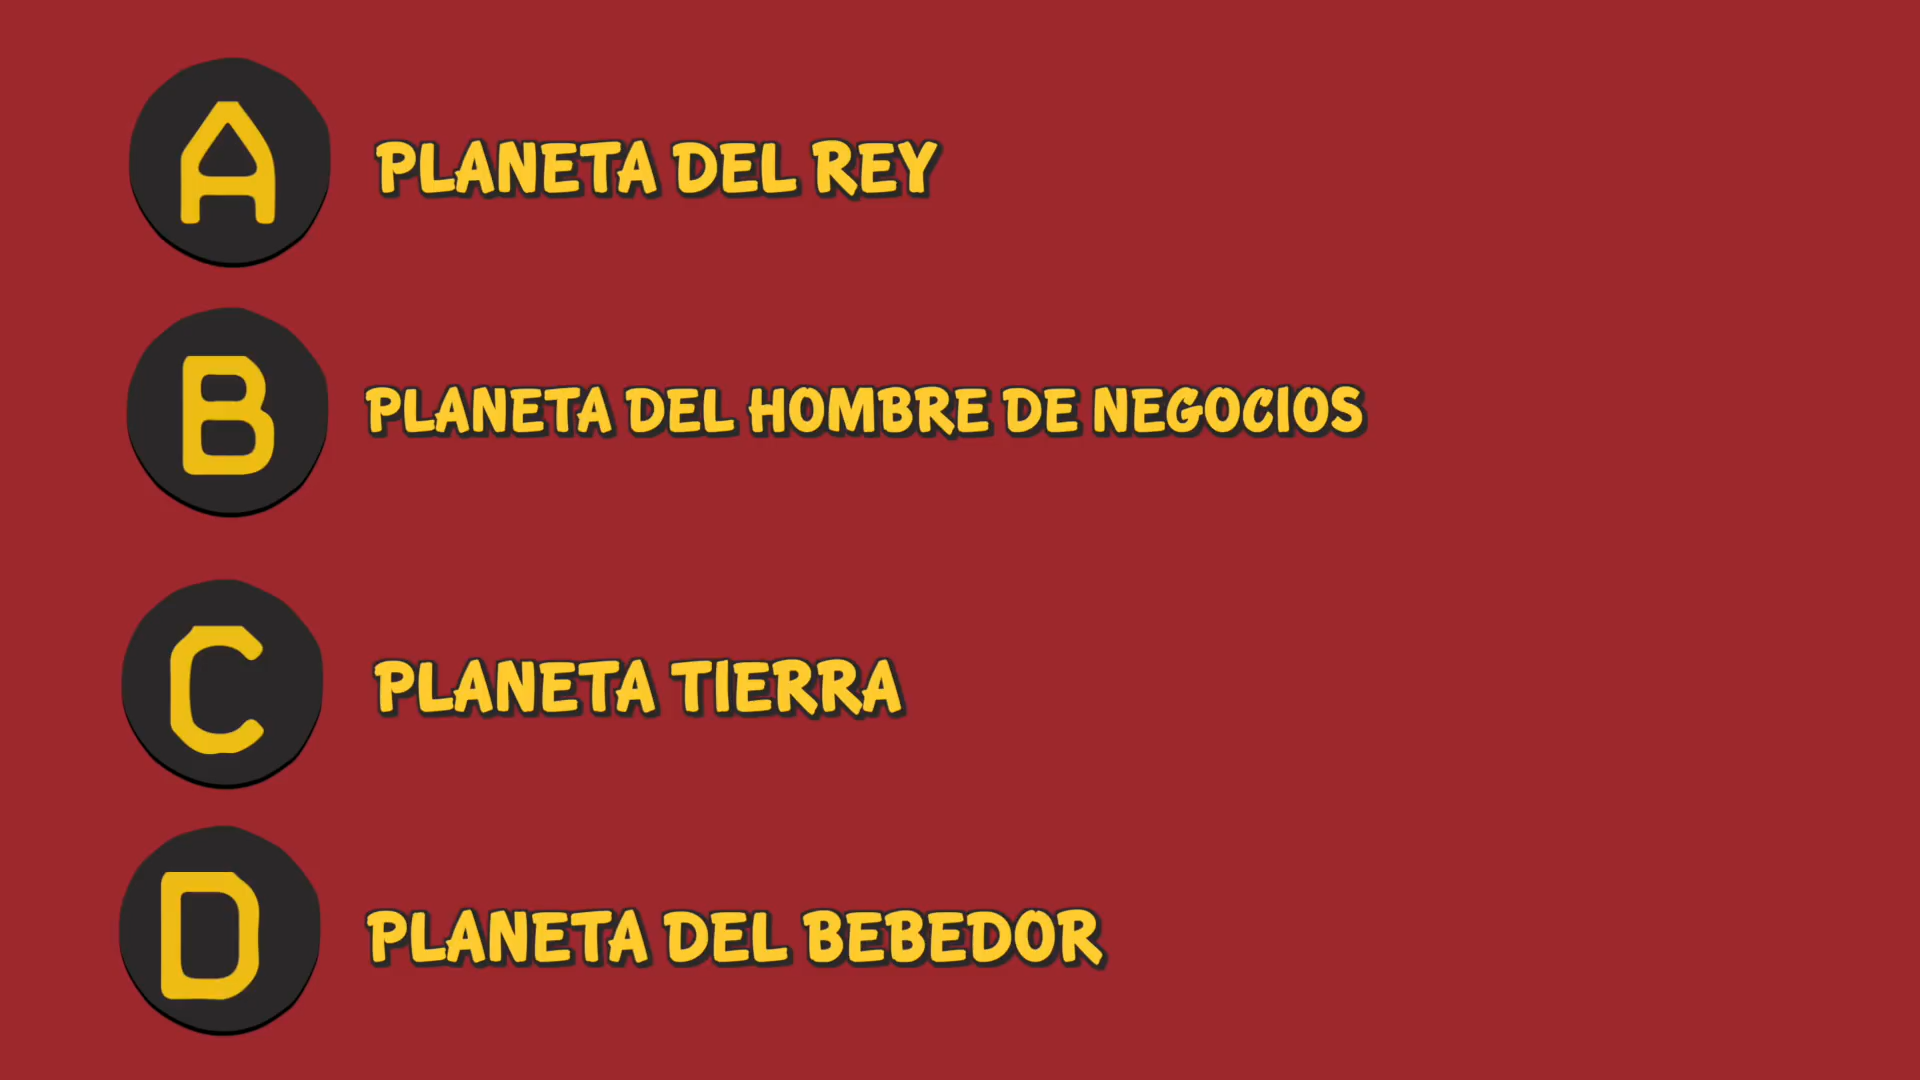 A PLANETA DEL REY
B PLANETA DEL HOMBRE DE NEGOCIOS
C PLANETA TIERRA
D PLANETA DEL BEBEDOR